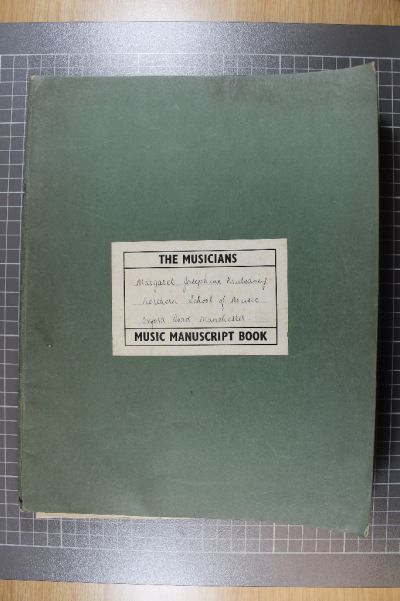 THE MUSICIANS
Margaret Josephine
Northern School of Music
Oxford Road Manchester
MUSIC MANUSCRIPT BOOK